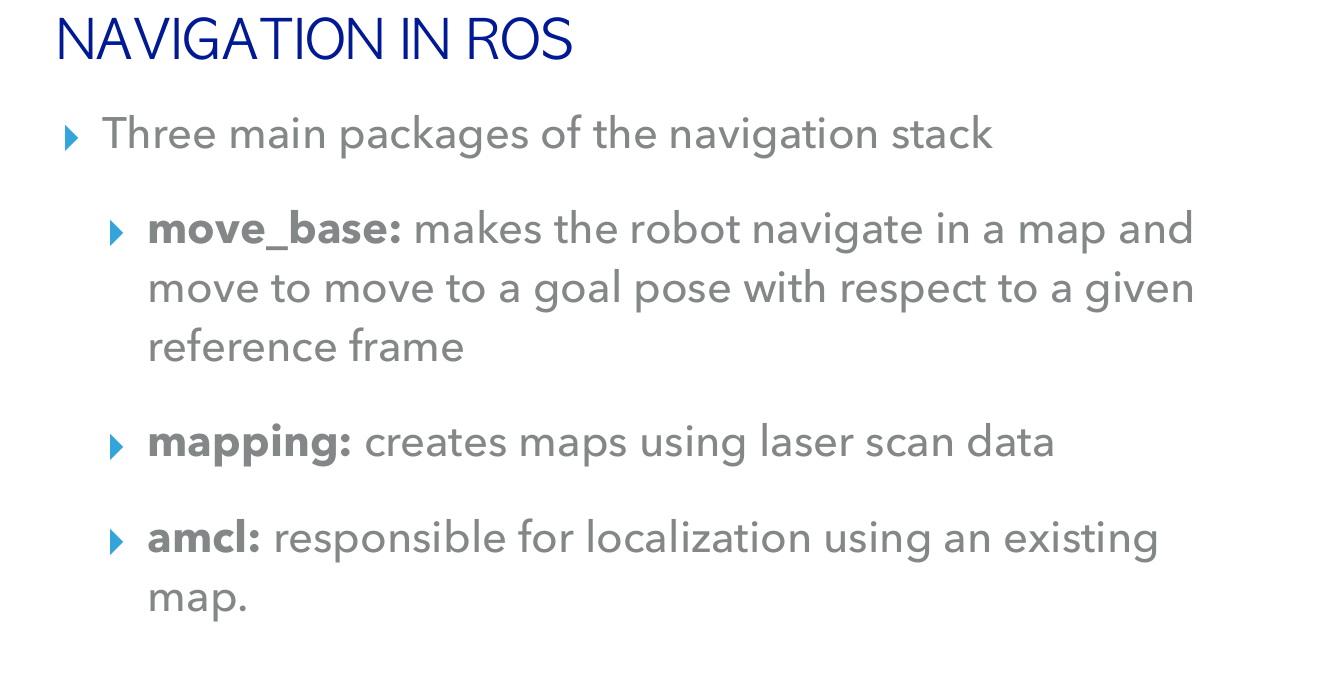 NAVIGATION IN ROS
Three main packages of the navigation stack
move_base: makes the robot navigate in a map and
move to move to a goal pose with respect to a given
reference frame
mapping: creates maps using laser scan data
amcl: responsible for localization using an existing
map.